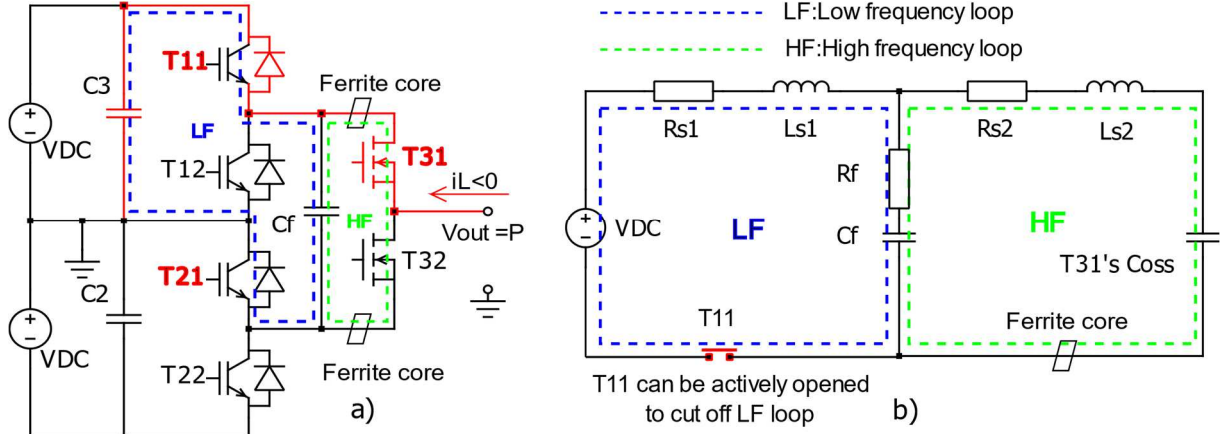 C3
T11
LF
VDC
T12
Cf
Ferrite core
T31
HF
iL<0
Vout =P
T32
T21
C2
VDC
T22
Ferrite core
a)
LF:Low frequency loop
HF:High frequency loop
Rs1
Ls1
Rs2
Ls2
Rf
VDC
LF
Cf
HF
T31's Coss
T11
Ferrite core
T11 can be actively opened
to cut off LF loop
b)